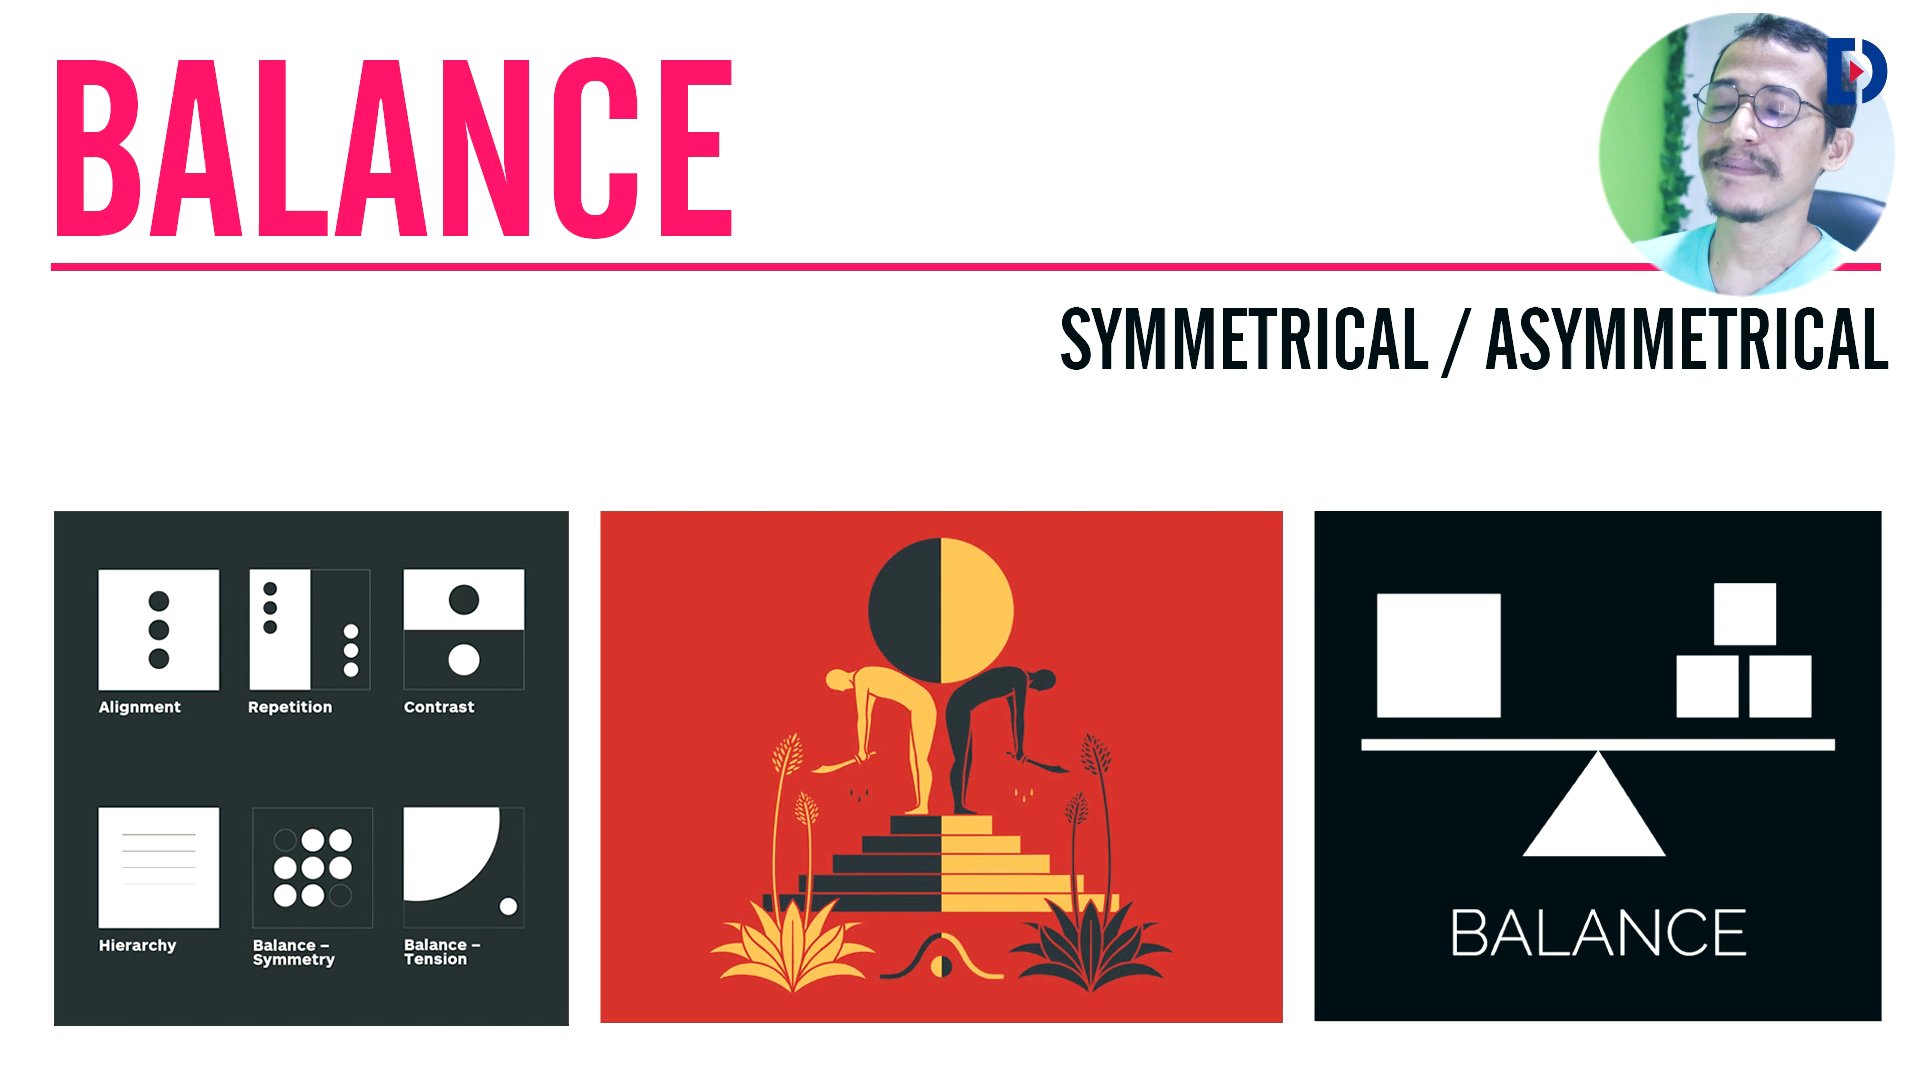 BALANCE
SYMMETRICAL / ASYMMETRICAL
Alignment
Repetition
Contrast
Hierarchy
Balance –
Symmetry
Balance –
Tension
BALANCE